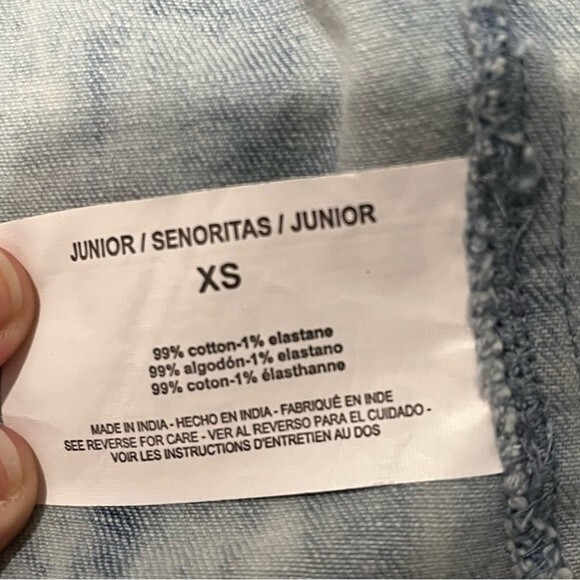 JUNIOR / SENORITAS / JUNIOR
XS
99% cotton-1% elastane
99% algodón-1% elastano
99% coton-1% élasthanne
MADE IN INDIA - HECHO EN INDIA - FABRIQUÉ EN INDE
SEE REVERSE FOR CARE - VER AL REVERSO PARA EL CUIDADO -
VOIR LES INSTRUCTIONS D'ENTRETIEN AU DOS